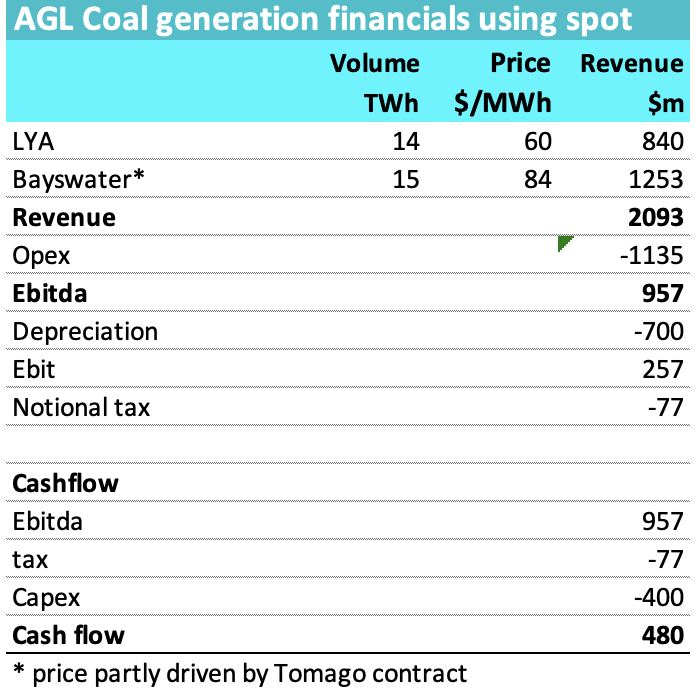 AGL Coal generation financials using spot
Volume Price Revenue
TWh $/MWh $m
LYA 14 60 840
Bayswater* 15 84 1253
Revenue 2093
Opex -1135
Ebitda 957
Depreciation -700
Ebit 257
Notional tax -77
Cashflow
Ebitda 957
tax -77
Capex -400
Cash flow 480
* price partly driven by Tomago contract